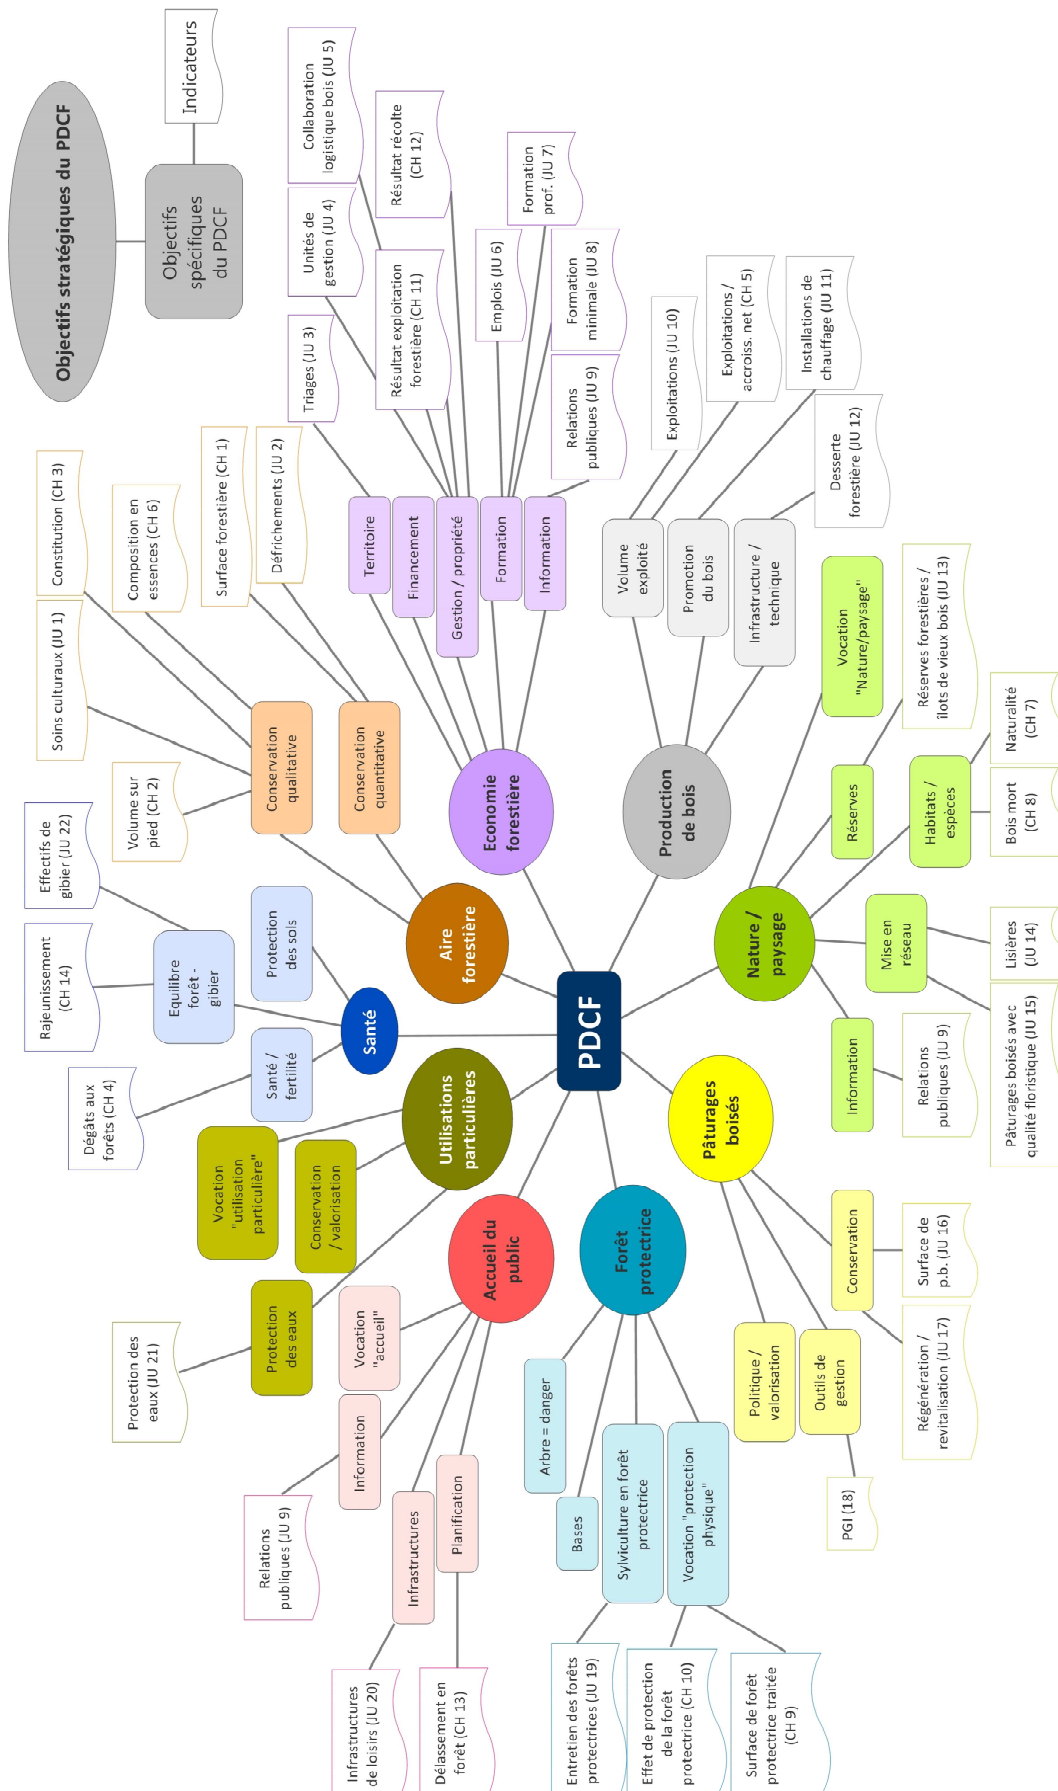 Objectifs stratégiques du PDCF
Objectifs
spécifiques
du PDCF
Indicateurs
PDCF
Santé
Santé /
fertilité
Dégâts aux
forêts (CH 4)
Equilibre
forêt -
gibier
Rajeunissement
(CH 14)
Effectifs de
gibier (JU 22)
Protection
des sols
Aire
forestière
Conservation
qualitative
Volume sur
pied (CH 2)
Soins culturaux (JU 1)
Constitution (CH 3)
Composition en
essences (CH 6)
Conservation
quantitative
Surface forestière (CH 1)
Défrichements (JU 2)
Economie
forestière
Territoire
Triages (JU 3)
Financement
Gestion / propriété
Unités de
gestion (JU 4)
Collaboration
logistique bois (JU 5)
Résultat exploitation
forestière (CH 11)
Résultat récolte
(CH 12)
Formation
Emplois (JU 6)
Formation
prof. (JU 7)
Formation
minimale (JU 8)
Information
Relations
publiques (JU 9)
Production
de bois
Volume
exploité
Exploitations (JU 10)
Exploitations /
accroiss. net (CH 5)
Promotion
du bois
Installations de
chauffage (JU 11)
Infrastructure /
technique
Desserte
forestière (JU 12)
Nature /
paysage
Vocation
"Nature/paysage"
Réserves
Réserves forestières /
îlots de vieux bois (JU 13)
Habitats /
espèces
Naturalité
(CH 7)
Bois mort
(CH 8)
Mise en
réseau
Lisières
(JU 14)
Pâturages boisés avec
qualité floristique (JU 15)
Information
Relations
publiques (JU 9)
Pâturages
boisés
Conservation
Surface de
p.b. (JU 16)
Régénération /
revitalisation (JU 17)
Outils de
gestion
PGI (18)
Politique /
valorisation
Forêt
protectrice
Arbre = danger
Bases
Sylviculture en forêt
protectrice
Entretien des forêts
protectrices (JU 19)
Vocation "protection
physique"
Effet de protection
de la forêt
protectrice (CH 10)
Surface de forêt
protectrice traitée
(CH 9)
Accueil du
public
Vocation
"accueil"
Information
Relations
publiques (JU 9)
Infrastructures
Infrastructures
de loisirs (JU 20)
Planification
Délassement en
forêt (CH 13)
Utilisations
particulières
Vocation
"utilisation
particulière"
Conservation
/ valorisation
Protection
des eaux
Protection des
eaux (JU 21)